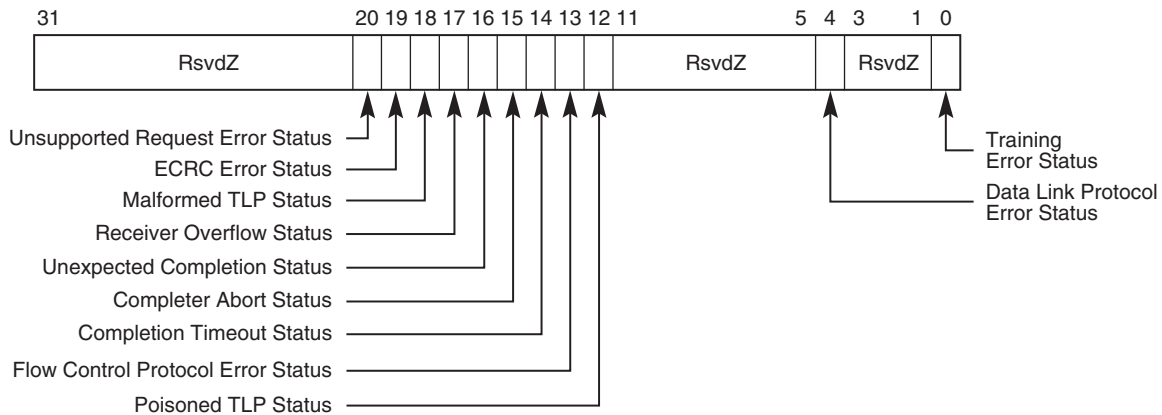 31 20 19 18 17 16 15 14 13 12 11 5 4 3 1 0
RsvdZ RsvdZ RsvdZ
Unsupported Request Error Status
ECRC Error Status
Malformed TLP Status
Receiver Overflow Status
Unexpected Completion Status
Completer Abort Status
Completion Timeout Status
Flow Control Protocol Error Status
Poisoned TLP Status
Training
Error Status
Data Link Protocol
Error Status